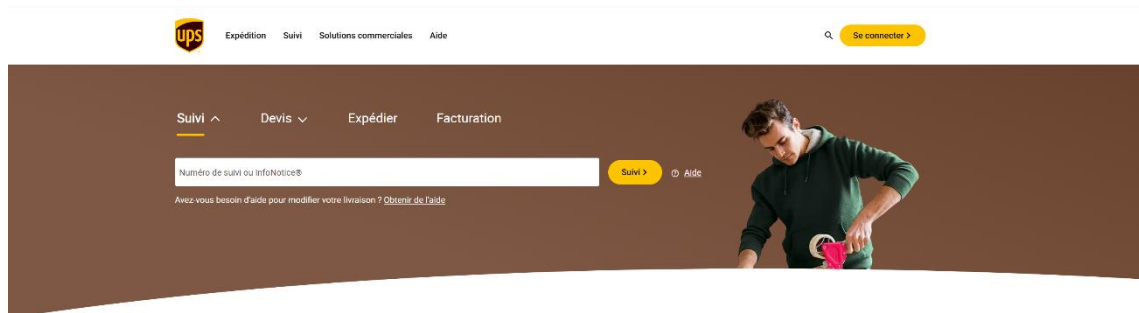 ups
Expédition Suivi Solutions commerciales Aide
Se connecter >
Suivi Devis Expédier Facturation
Numéro de suivi ou InfoNotice®
Suivi >
Aide
Avez-vous besoin d'aide pour modifier votre livraison ? Obtenir de l'aide